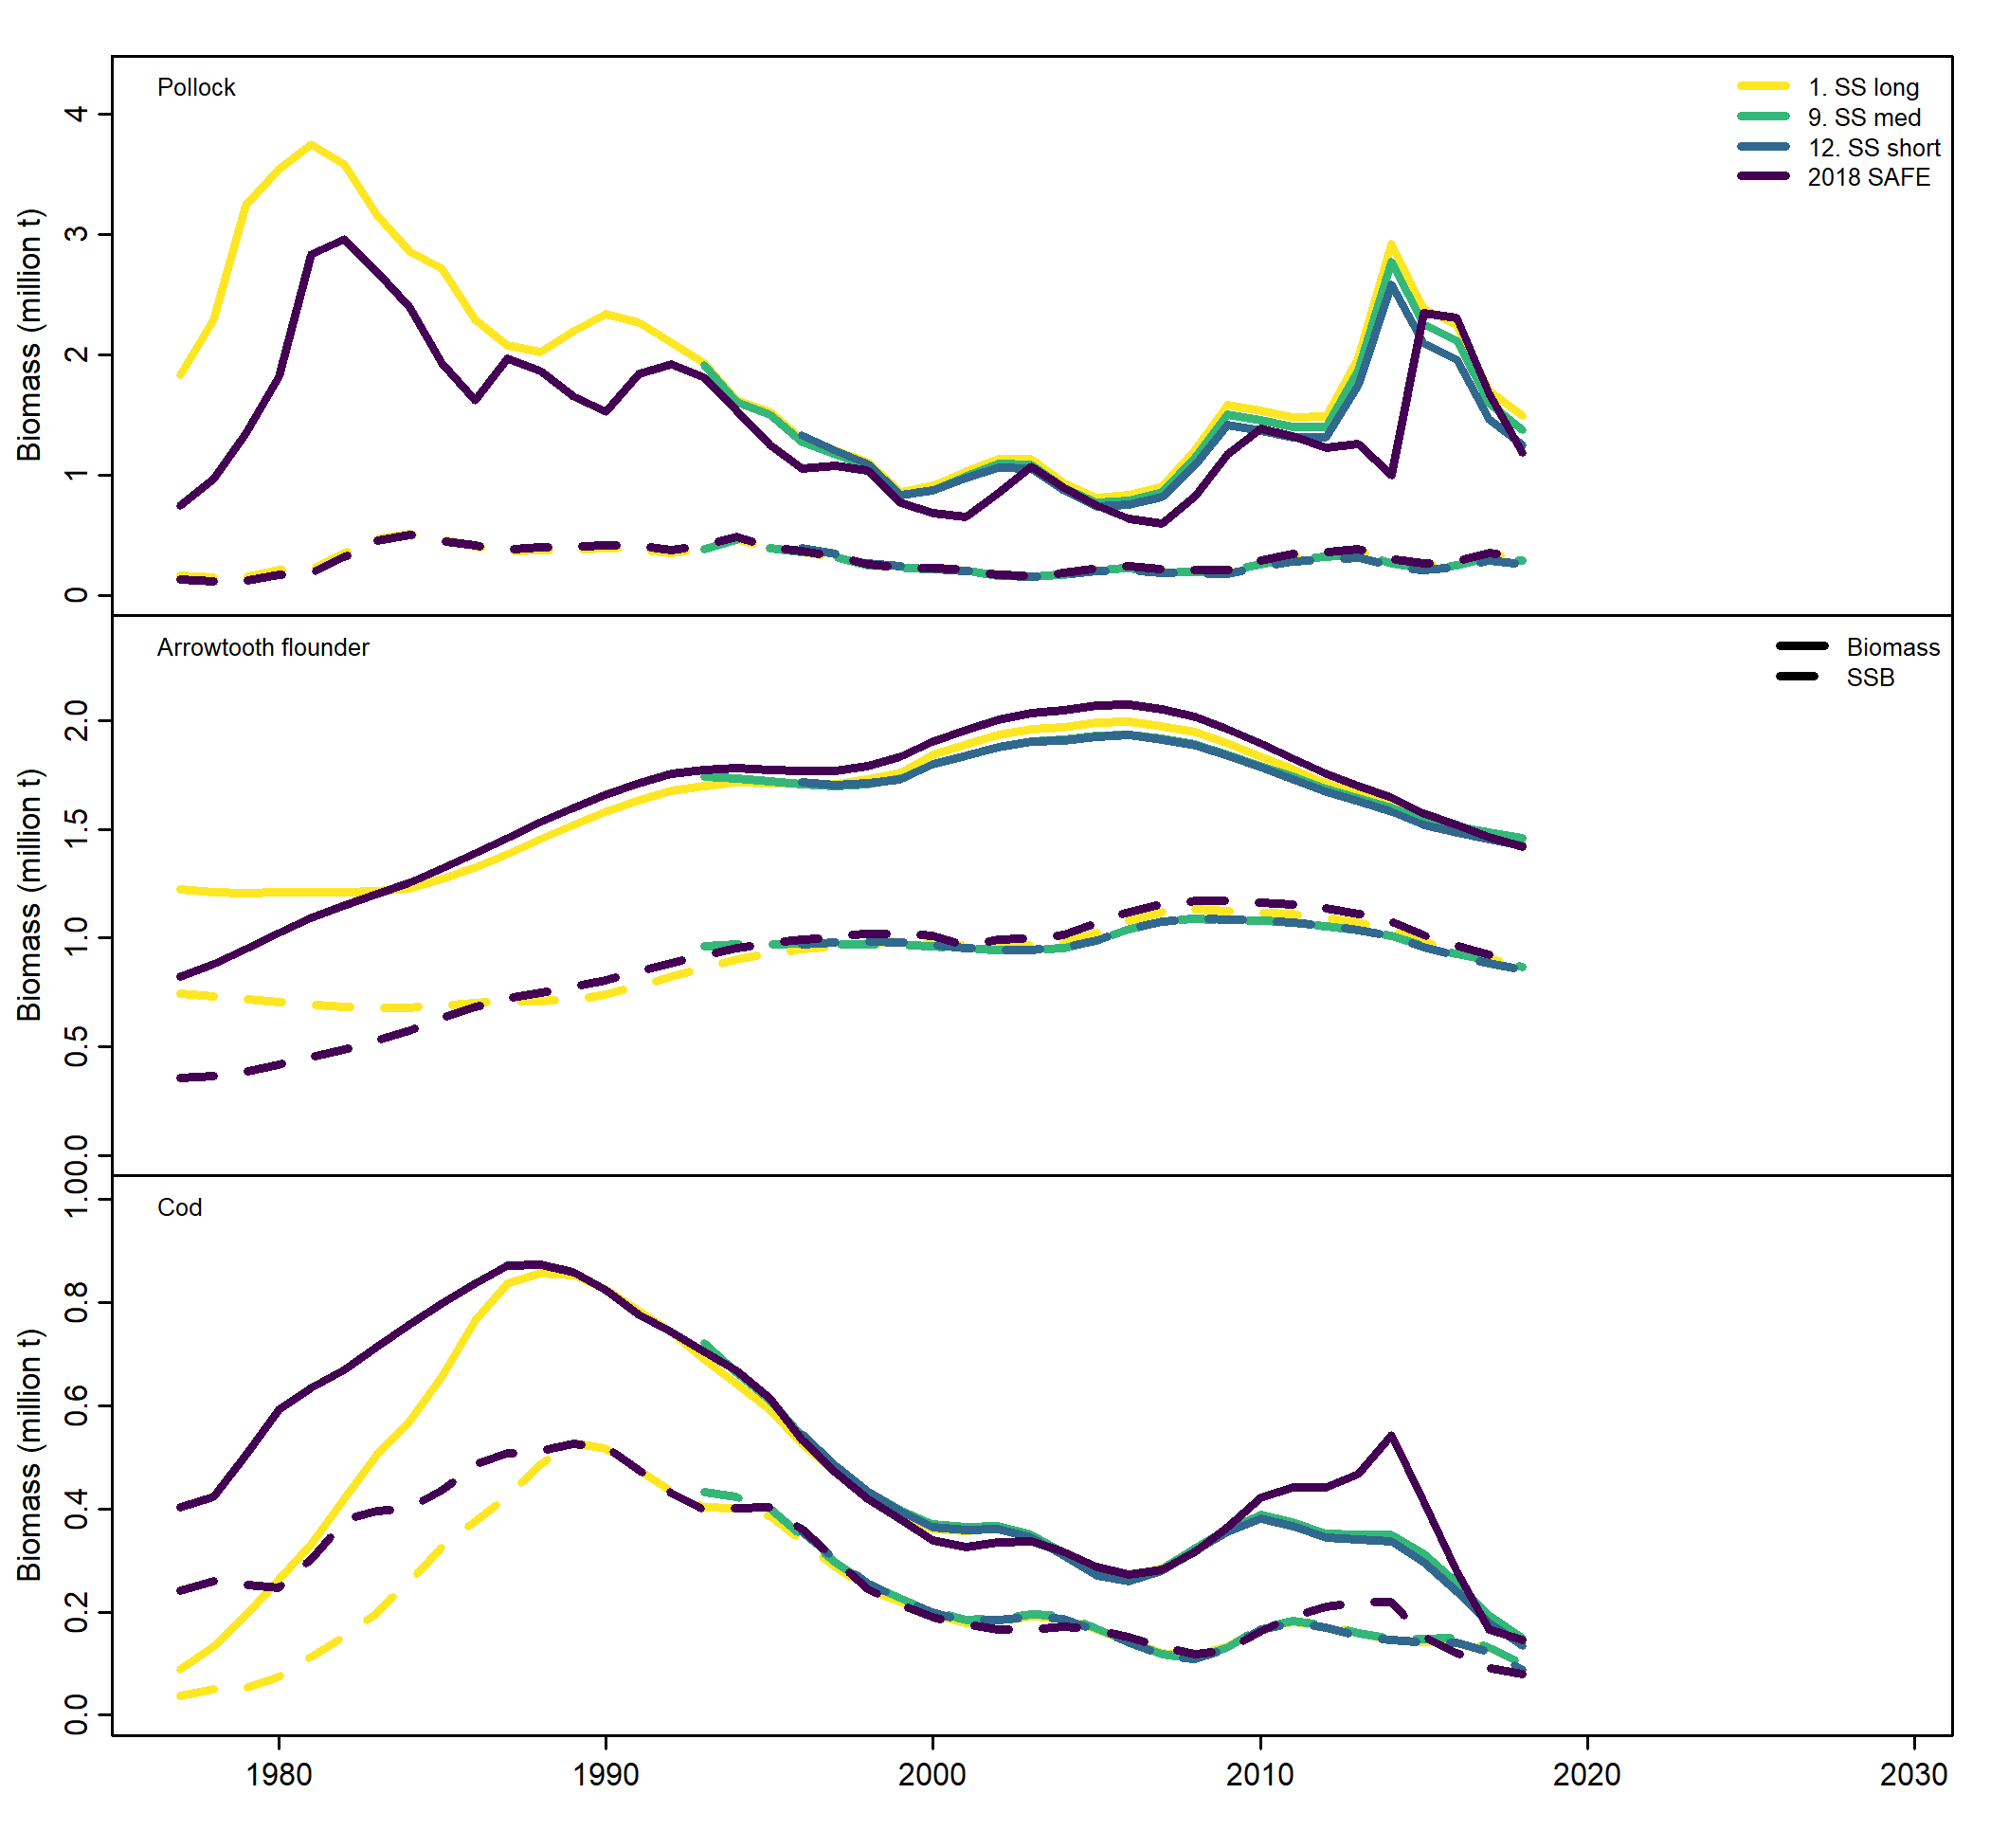 Pollock
1. SS long
9. SS med
12. SS short
2018 SAFE
Biomass (million t)
4
3
2
1
0
Arrowtooth flounder
Biomass
SSB
Biomass (million t)
2.0
1.5
1.0
0.5
0.0
Cod
Biomass (million t)
1.0
0.8
0.6
0.4
0.2
0.0
1980 1990 2000 2010 2020 2030